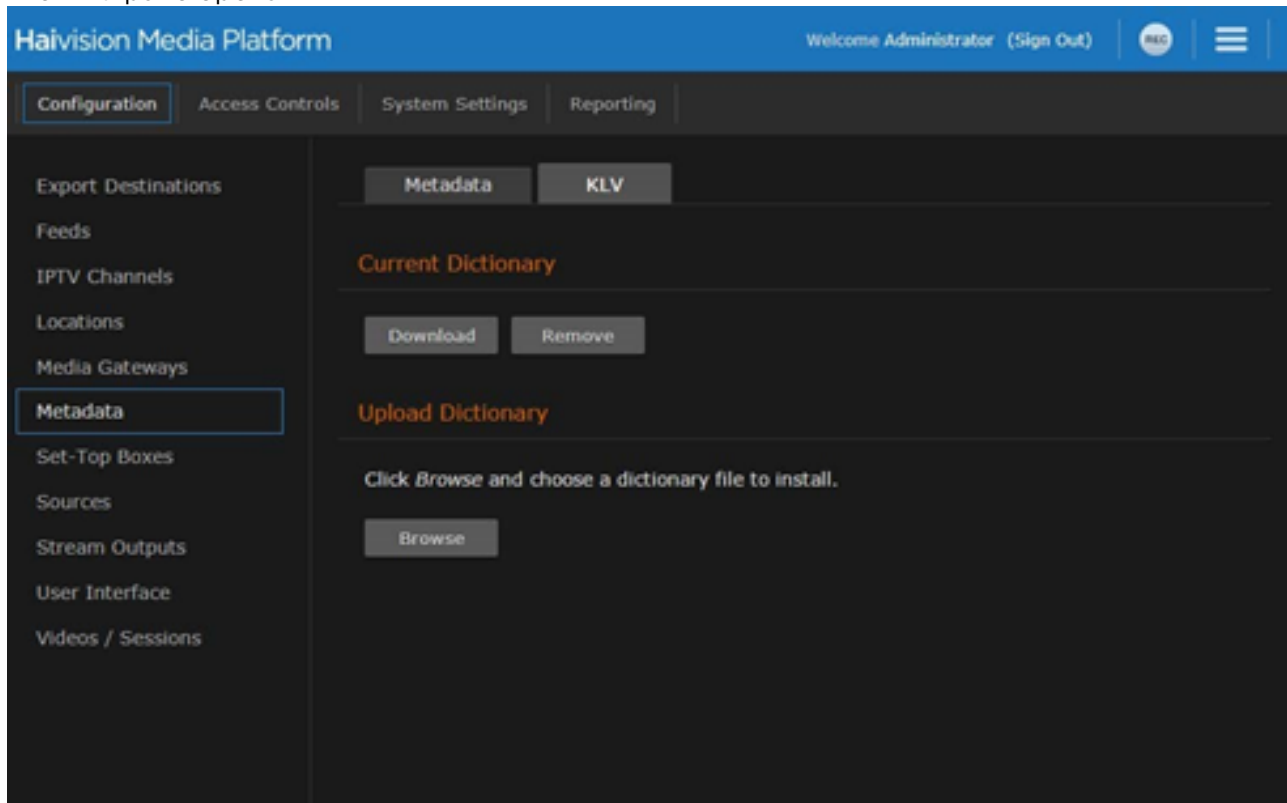 Haivision Media Platform
Welcome Administrator (Sign Out)
REC
Configuration
Access Controls
System Settings
Reporting
Export Destinations
Feeds
IPTV Channels
Locations
Media Gateways
Metadata
Set-Top Boxes
Sources
Stream Outputs
User Interface
Videos / Sessions
Metadata
KLV
Current Dictionary
Download
Remove
Upload Dictionary
Click Browse and choose a dictionary file to install.
Browse